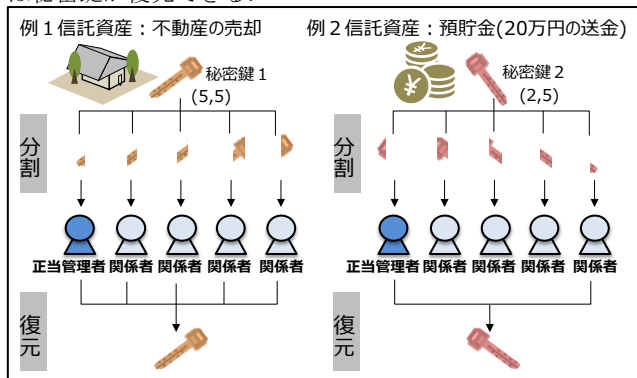 例１信託資産：不動産の売却
秘密鍵１
(5,5)
分割
正当管理者 関係者 関係者 関係者 関係者
復元
例２信託資産：預貯金(20万円の送金)
¥
¥
秘密鍵２
(2,5)
分割
正当管理者 関係者 関係者 関係者 関係者
復元